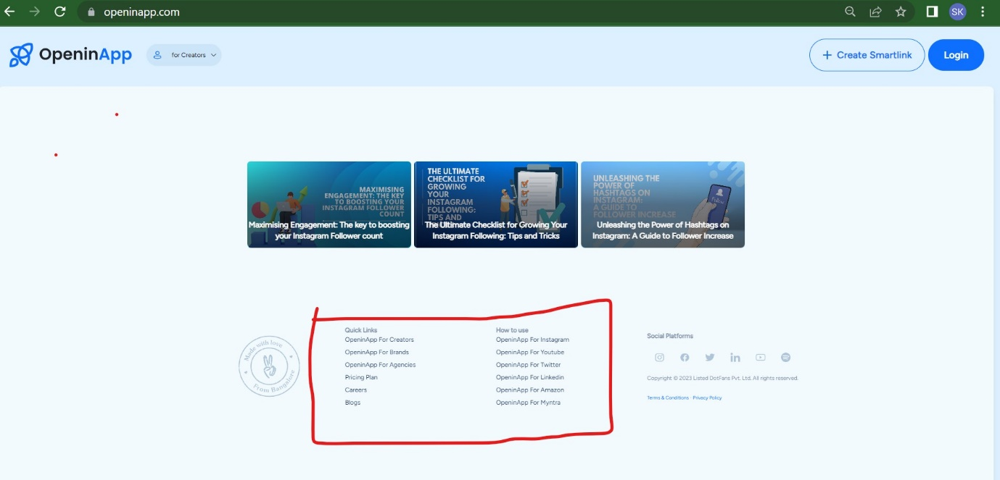 openinapp.com
SK
OpeninApp
for Creators
+ Create Smartlink
Login
MAXIMISING
ENGAGEMENT: THE KEY
TO BOOSTING YOUR
INSTAGRAM FOLLOWER
COUNT
Maximising Engagement: The key to boosting
your Instagram Follower count
THE ULTIMATE
CHECKLIST FOR
GROWING
YOUR
INSTAGRAM
FOLLOWING:
TIPS AND
The Ultimate Checklist for Growing Your
Instagram Following: Tips and Tricks
UNLEASHING THE
POWER OF
HASHTAGS ON
INSTAGRAM:
A GUIDE TO
FOLLOWER INCREASE
Follow
Unleashing the Power of Hashtags on
Instagram: A Guide to Follower Increase
Made with love
From Bangalore
Quick Links
OpeninApp For Creators
OpeninApp For Brands
OpeninApp For Agencies
Pricing Plan
Careers
Blogs
How to use
OpeninApp For Instagram
OpeninApp For Youtube
OpeninApp For Twitter
OpeninApp For Linkedin
OpeninApp For Amazon
OpeninApp For Myntra
Social Platforms
Copyright © 2023 Listed DotFans Pvt. Ltd. All rights reserved.
Terms & Conditions · Privacy Policy